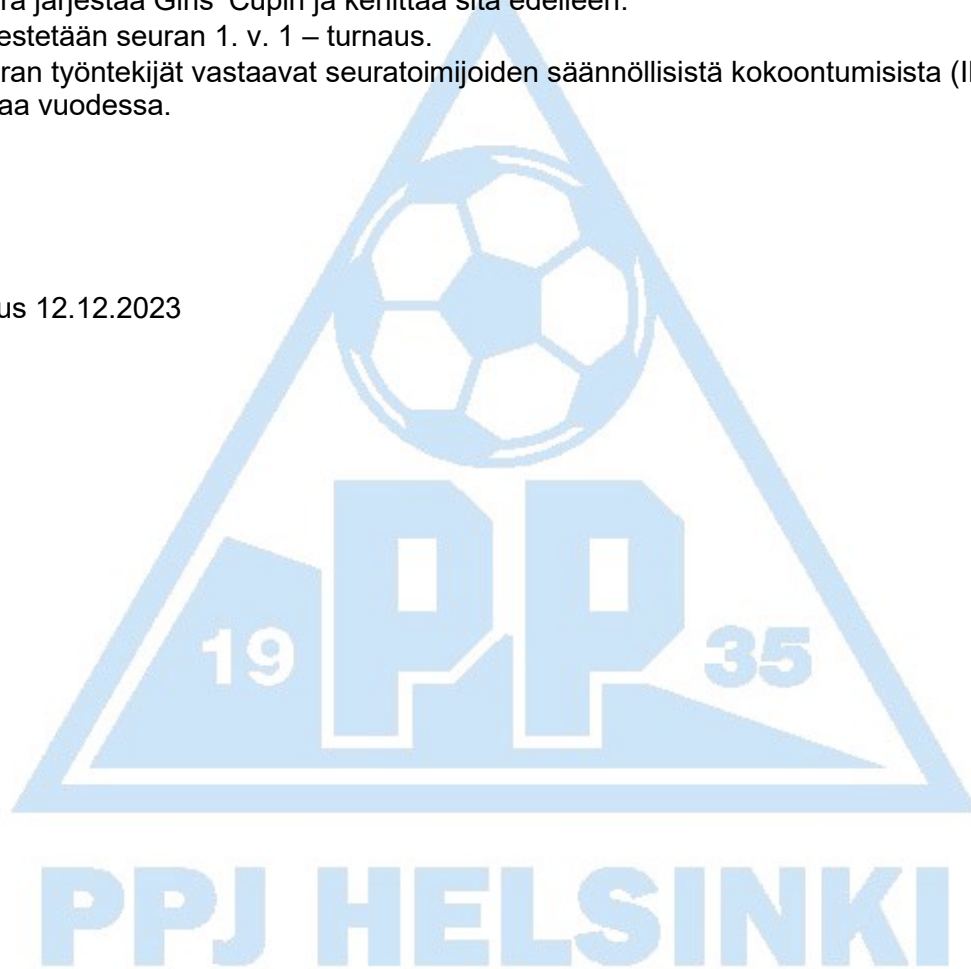 järjestää Girls' Cupin ja kehittää sitä edelleen.
estetään seuran 1. v. 1 – turnaus.
ran työntekijät vastaavat seuratoimijoiden säännöllisistä kokoontumisista (I
aa vuodessa.
us 12.12.2023
19 PP 35
PPJ HELSINKI